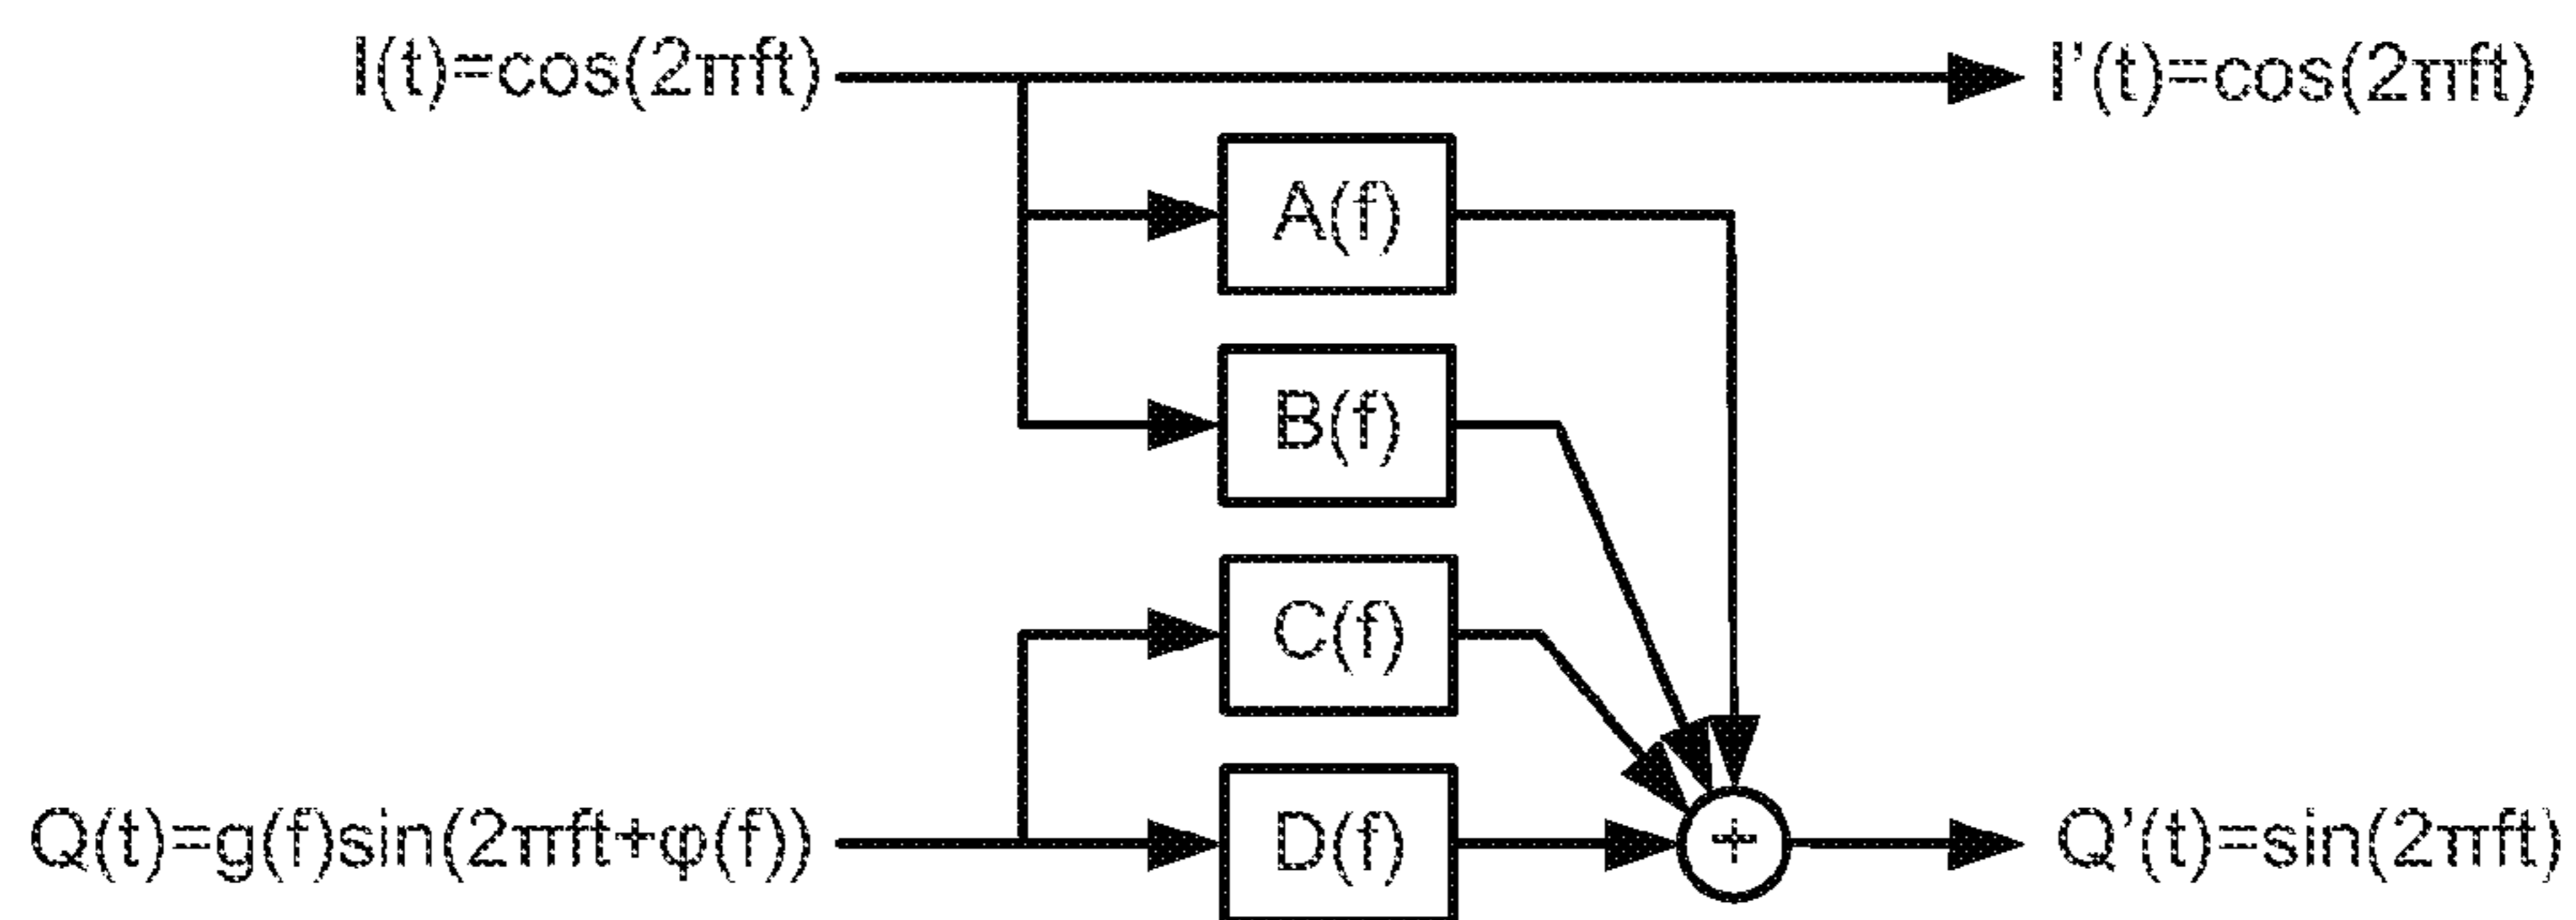 I(t)=cos(2πft)
I’(t)=cos(2πft)
A(f)
B(f)
C(f)
D(f)
+
Q(t)=g(f)sin(2πft+φ(f))
Q’(t)=sin(2πft)